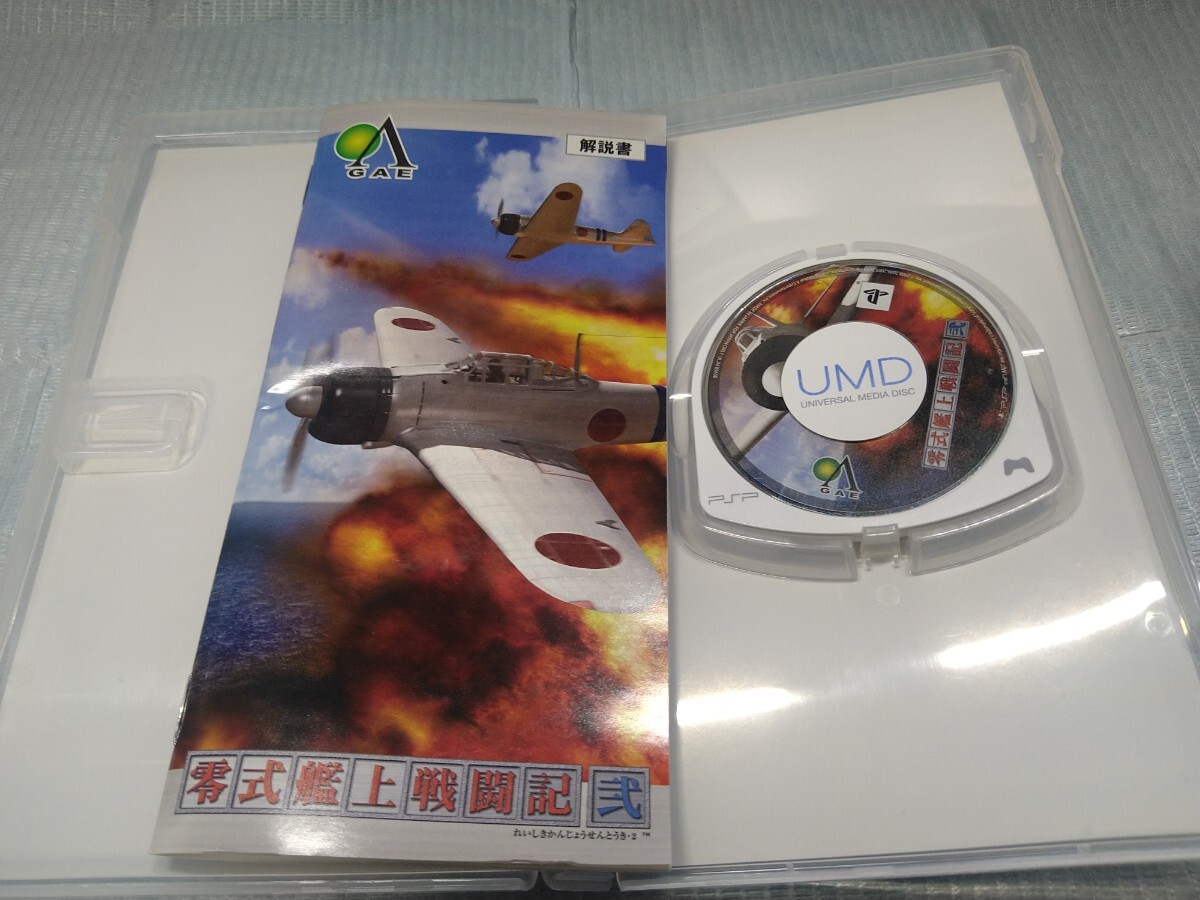 GAE
解説書
零式艦上戦闘記 弐
れいしきかんじょうせんとうき・2 ™
UMD
UNIVERSAL MEDIA DISC
零式艦上戦闘記 弐
GAE
PSP